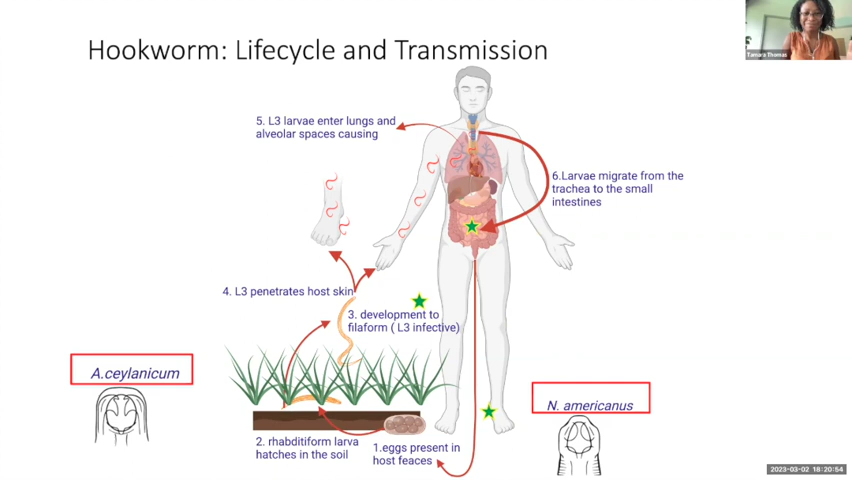 Hookworm: Lifecycle and Transmission
Tamara Thomas
5. L3 larvae enter lungs and
alveolar spaces causing
6.Larvae migrate from the
trachea to the small
intestines
4. L3 penetrates host skin
3. development to
filaform ( L3 infective)
A.ceylanicum
N. americanus
2. rhabditiform larva
hatches in the soil
1.eggs present in
host feaces
2023-03-02 18:20:54